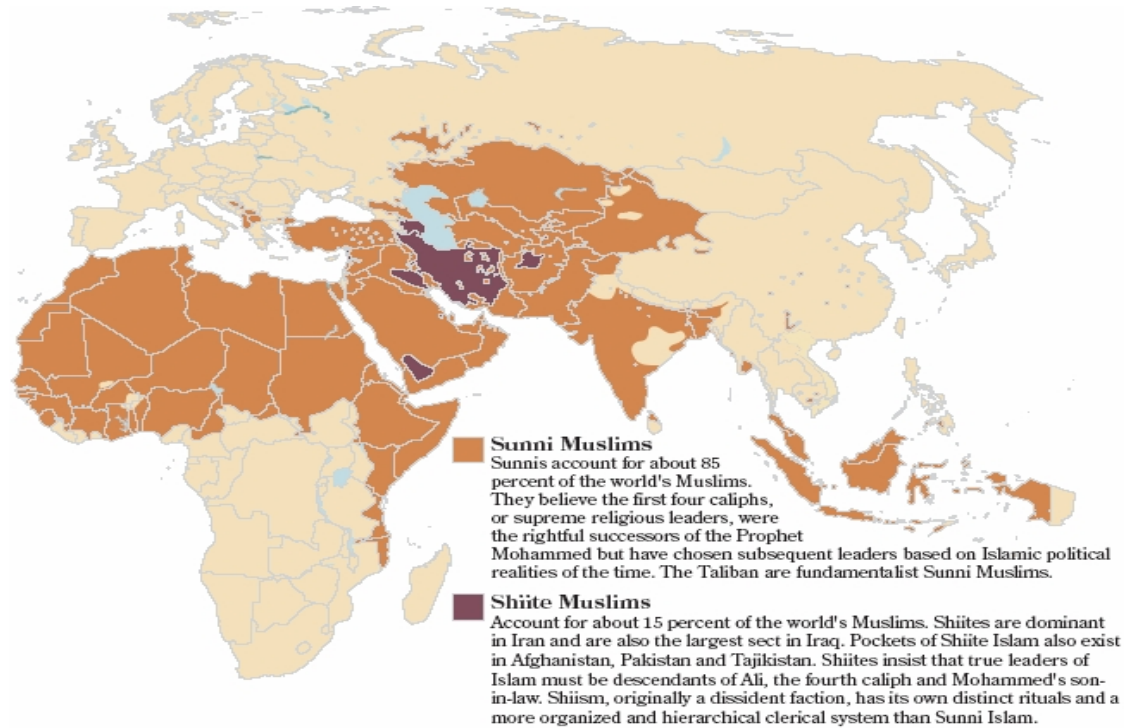 Sunni Muslims
Sunnis account for about 85
percent of the world's Muslims.
They believe the first four caliphs,
or supreme religious leaders, were
the rightful successors of the Prophet
Mohammed but have chosen subsequent leaders based on Islamic political
realities of the time. The Taliban are fundamentalist Sunni Muslims.
Shiite Muslims
Account for about 15 percent of the world's Muslims. Shiites are dominant
in Iran and are also the largest sect in Iraq. Pockets of Shiite Islam also exist
in Afghanistan, Pakistan and Tajikistan. Shiites insist that true leaders of
Islam must be descendants of Ali, the fourth caliph and Mohammed's son-
in-law. Shiism, originally a dissident faction, has its own distinct rituals and a
more organized and hierarchical clerical system than Sunni Islam.